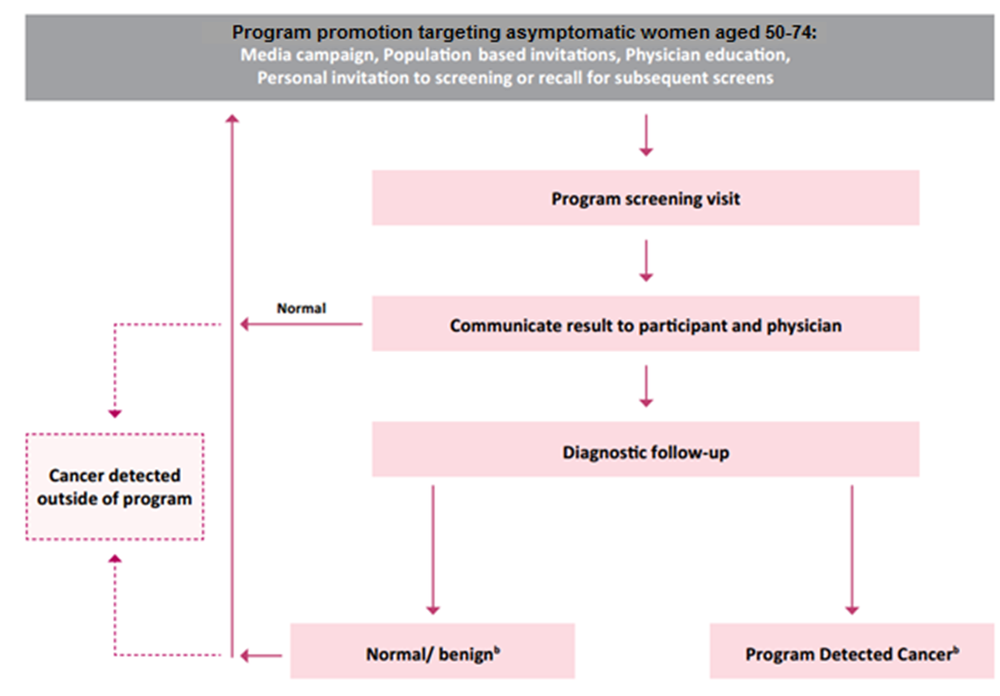 Program promotion targeting asymptomatic women aged 50-74:
Media campaign, Population based invitations, Physician education,
Personal invitation to screening or recall for subsequent screens
Program screening visit
Normal
Communicate result to participant and physician
Diagnostic follow-up
Cancer detected
outside of program
Normal/ benignᵇ
Program Detected Cancerᵇ